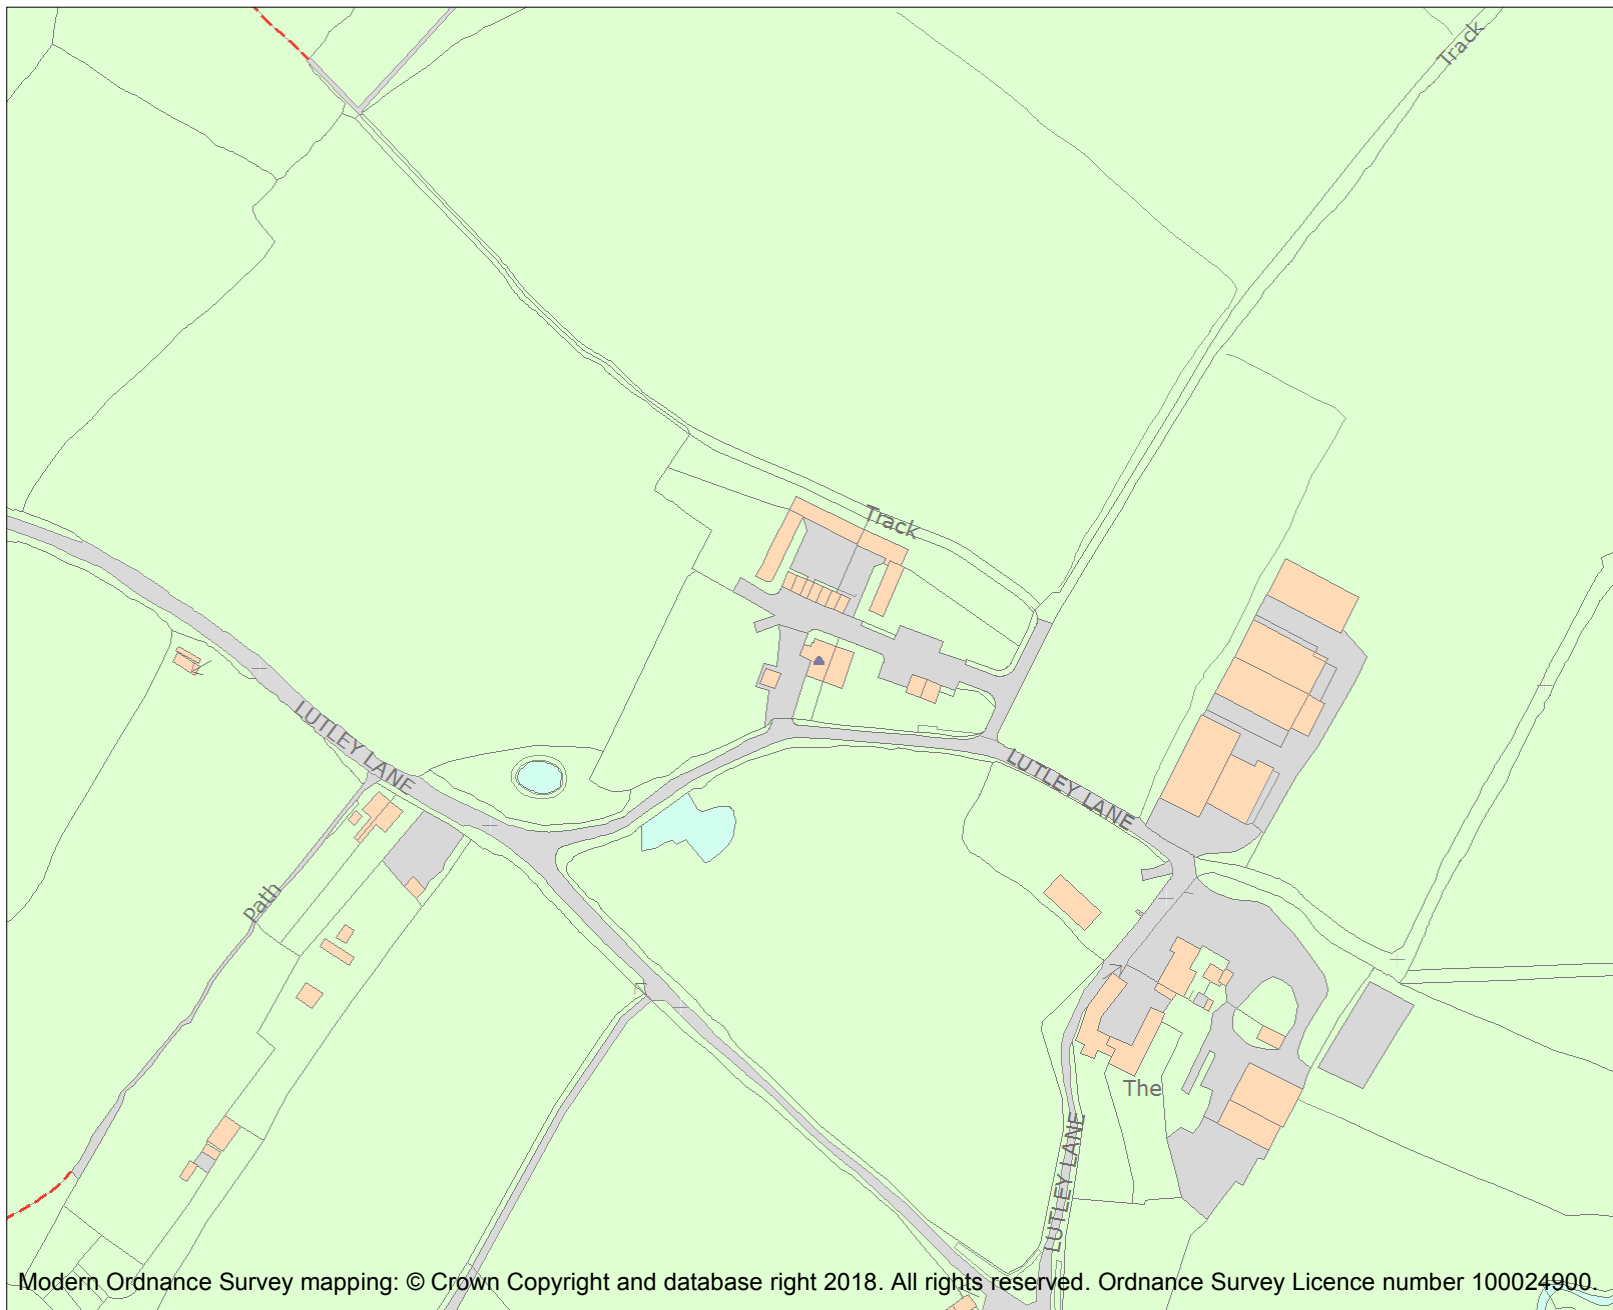 Track
Track
LUTLEY LANE
LUTLEY LANE
Path
The
LUTLEY LANE
Modern Ordnance Survey mapping: © Crown Copyright and database right 2018. All rights reserved. Ordnance Survey Licence number 100024900.